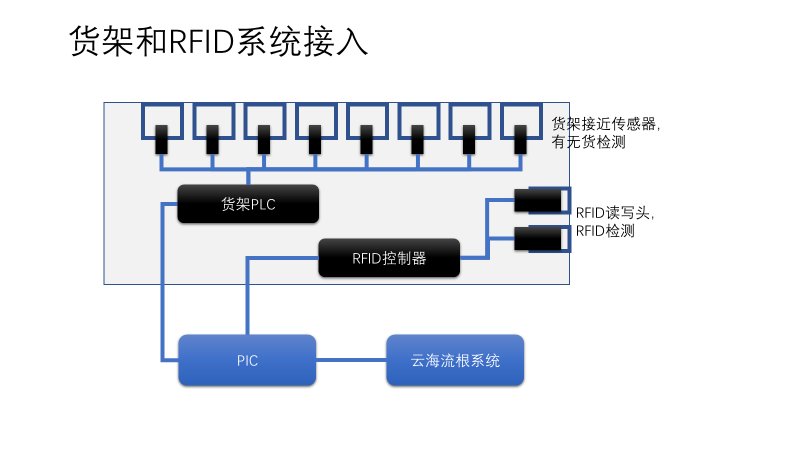 货架和RFID系统接入
货架接近传感器，
有无货检测
货架PLC
RFID读写头，
RFID检测
RFID控制器
PIC
云海流根系统